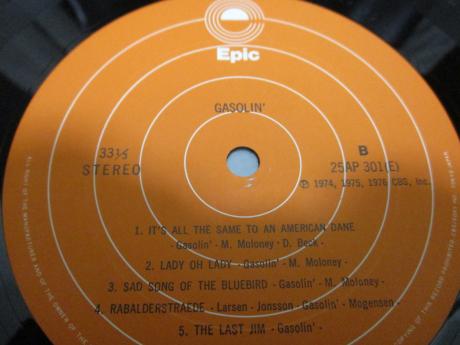 Epic
GASOLIN'
33⅓
STEREO
B
25AP 301(E)
Ⓟ 1974, 1975, 1976 CBS, Inc.
1. IT'S ALL THE SAME TO AN AMERICAN DANE
-Gasolin'- M. Moloney - D. Beck -
2. LADY OH LADY -Gasolin'- M. Moloney-
3. SAD SONG OF THE BLUEBIRD - Gasolin' - M. Moloney-
4. RABALDERSTRAEDE - Larsen - Jonsson - Gasolin' - Mogensen -
5. THE LAST JIM - Gasolin' -